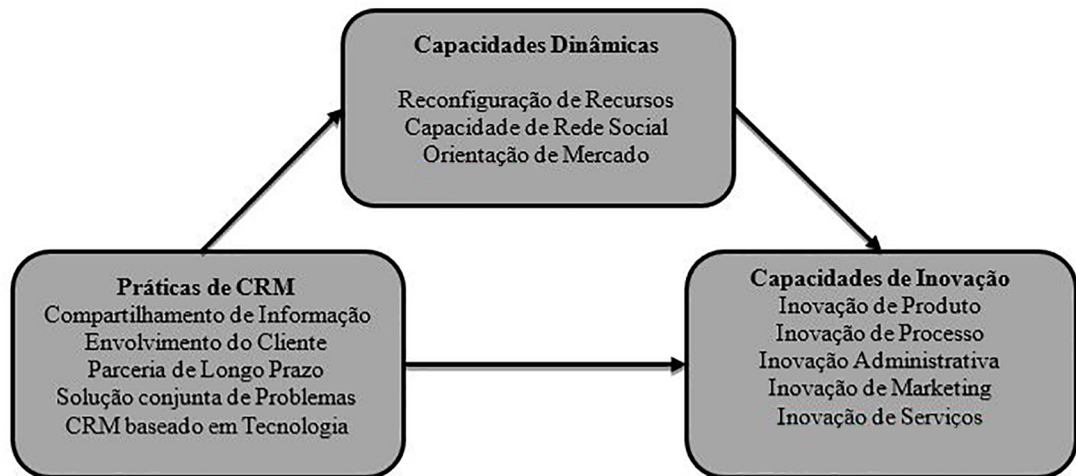 Capacidades Dinâmicas
Reconfiguração de Recursos
Capacidade de Rede Social
Orientação de Mercado
Práticas de CRM
Compartilhamento de Informação
Envolvimento do Cliente
Parceria de Longo Prazo
Solução conjunta de Problemas
CRM baseado em Tecnologia
Capacidades de Inovação
Inovação de Produto
Inovação de Processo
Inovação Administrativa
Inovação de Marketing
Inovação de Serviços